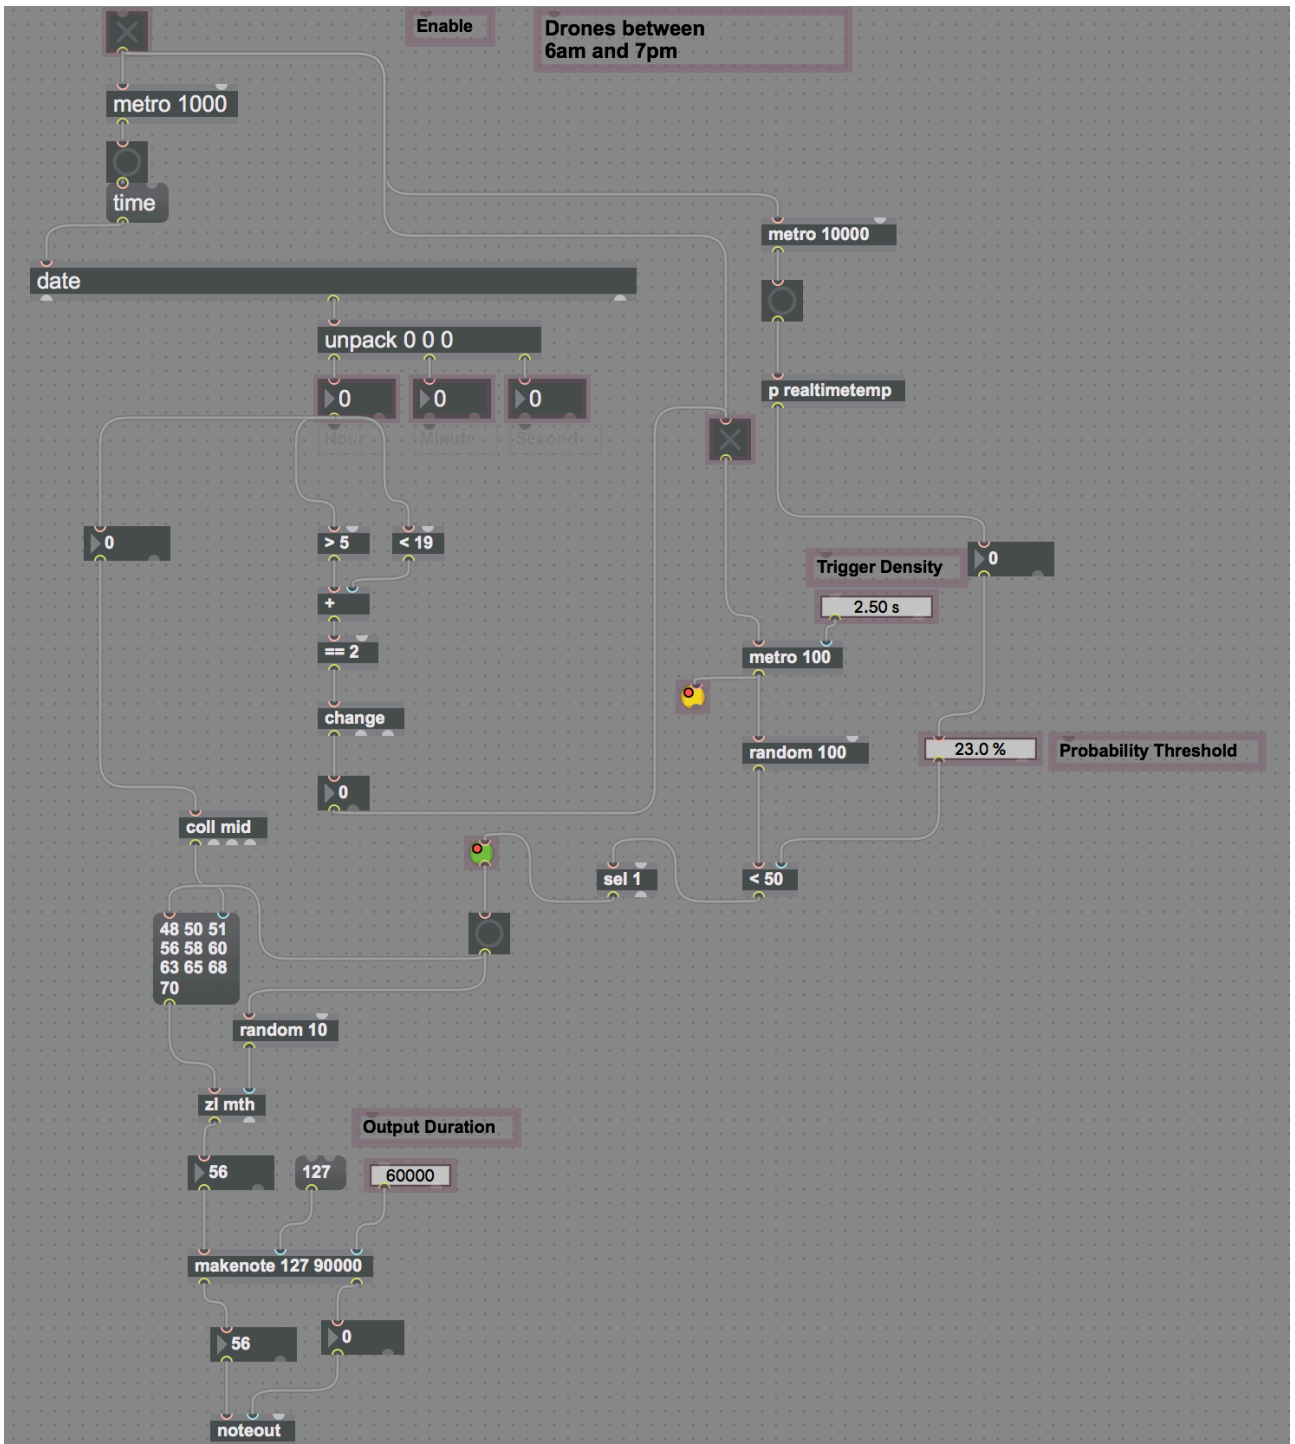 Enable
Drones between
6am and 7pm
metro 1000
time
metro 10000
date
unpack 0 0 0
p realtimetemp
0
0
0
Hour
Minute
Second
0
> 5
< 19
0
Trigger Density
2.50 s
+
== 2
metro 100
change
random 100
23.0 %
Probability Threshold
0
coll mid
sel 1
< 50
48 50 51
56 58 60
63 65 68
70
random 10
zl mth
Output Duration
56
127
60000
makenote 127 90000
56
0
noteout